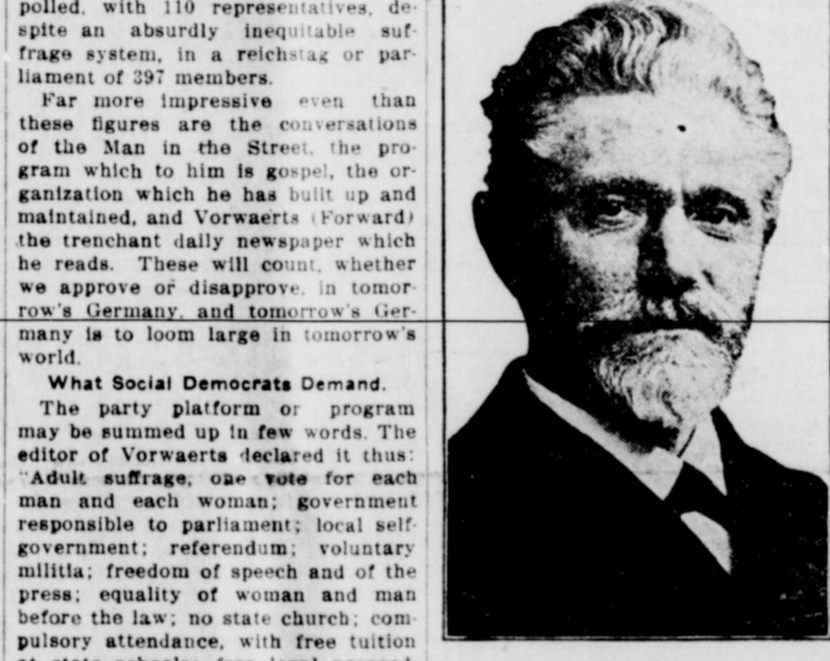 polled, with 110 representatives, de-
spite an absurdly inequitable suf-
frage system, in a reichstag or par-
liament of 397 members.
Far more impressive even than
these figures are the conversations
of the Man in the Street, the pro-
gram which to him is gospel, the or-
ganization which he has built up and
maintained, and Vorwaerts (Forward)
the trenchant daily newspaper which
he reads. These will count, whether
we approve or disapprove, in tomor-
row's Germany, and tomorrow's Ger-
many is to loom large in tomorrow's
world.
What Social Democrats Demand.
The party platform or program
may be summed up in few words. The
editor of Vorwaerts declared it thus:
"Adult suffrage, one vote for each
man and each woman; government
responsible to parliament; local self-
government; referendum; voluntary
militia; freedom of speech and of the
press; equality of woman and man
before the law; no state church; com-
pulsory attendance, with free tuition
at state schools; free legal